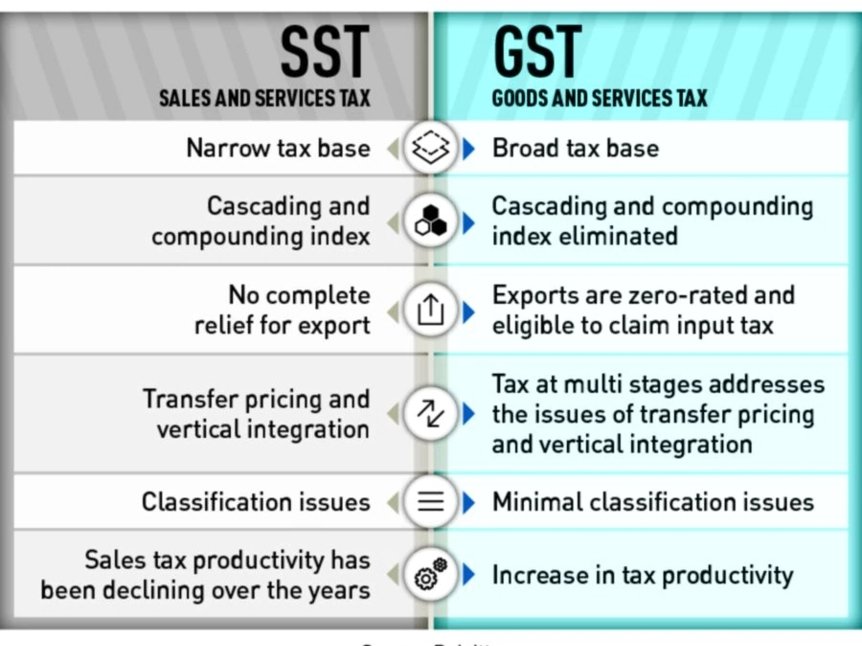 SST
SALES AND SERVICES TAX
GST
GOODS AND SERVICES TAX
Narrow tax base
Broad tax base
Cascading and
compounding index
Cascading and compounding
index eliminated
No complete
relief for export
Exports are zero-rated and
eligible to claim input tax
Transfer pricing and
vertical integration
Tax at multi stages addresses
the issues of transfer pricing
and vertical integration
Classification issues
Minimal classification issues
Sales tax productivity has
been declining over the years
Increase in tax productivity